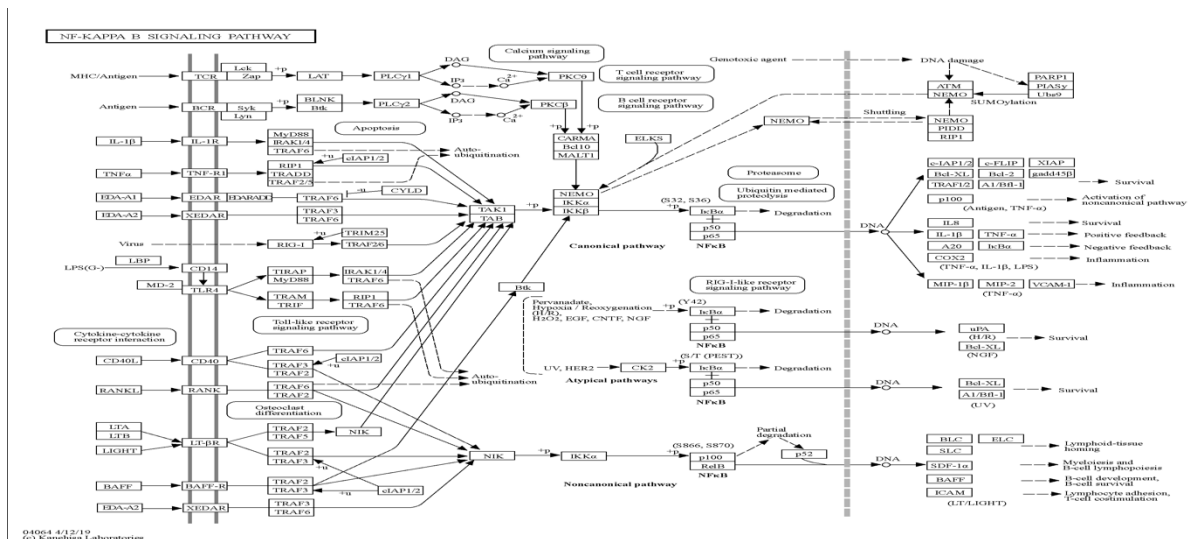 NF-KAPPA B SIGNALING PATHWAY
Calcium signaling
pathway
T cell receptor
signaling pathway
B cell receptor
signaling pathway
MHC/Antigen
TCR
Lck
Zap
+p
LAT
PLCγ1
DAG
IP3
Ca2+
PKCθ
Antigen
BCR
Syk
Lyn
+p
BLNK
Btk
PLCγ2
DAG
IP3
Ca2+
PKCβ
+p
+p
CARMA
Bcl10
MALT1
ELKS
Genotoxic agent
DNA damage
ATM
NEMO
PARP1
PIASy
Ubc9
SUMOylation
Shuttling
NEMO
NEMO
PIDD
RIP1
Apoptosis
IL-1β
IL-1R
MyD88
IRAK1/4
TRAF6
Auto-
ubiquitination
TNFα
TNF-R1
RIP1
TRADD
TRAF2/5
+u
cIAP1/2
EDA-A1
EDAR
EDARADD
TRAF6
+u
CYLD
EDA-A2
XEDAR
TRAF3
TRAF6
TAK1
TAB
+p
NEMO
IKKα
IKKβ
+p
Canonical pathway
Proteasome
Ubiquitin mediated
proteolysis
(S32, S36)
IκBα
p50
p65
NFκB
Degradation
Virus
RIG-I
+u
TRIM25
TRAF2/6
DNA
c-IAP1/2
c-FLIP
XIAP
Bcl-XL
Bcl-2
gadd45β
TRAF1/2
A1/Bfl-1
Survival
p100
(Antigen, TNF-α)
Activation of
noncanonical pathway
IL8
Survival
IL-1β
TNF-α
Positive feedback
A20
IκBα
Negative feedback
COX2
(TNF-α, IL-1β, LPS)
Inflammation
MIP-1β
MIP-2
VCAM-1
(TNF-α)
Inflammation
LPS(G-)
LBP
CD14
MD-2
TLR4
TIRAP
MyD88
IRAK1/4
TRAF6
TRAM
TRIF
RIP1
TRAF6
Toll-like receptor
signaling pathway
Btk
RIG-I-like receptor
signaling pathway
Pervanadate,
Hypoxia / Reoxygenation
(H/R),
H2O2, EGF, CNTF, NGF
+p
(Y42)
IκBα
p50
p65
NFκB
Degradation
DNA
uPA
(H/R)
Bcl-XL
(NGF)
Survival
Cytokine-cytokine
receptor interaction
CD40L
CD40
TRAF6
TRAF3
TRAF2
+u
cIAP1/2
RANKL
RANK
TRAF6
TRAF2
Auto-
ubiquitination
UV, HER2
CK2
+p
(S/T (PEST))
IκBα
p50
p65
NFκB
Degradation
Atypical pathways
DNA
Bcl-XL
A1/Bfl-1
(UV)
Survival
Osteoclast
differentiation
LTA
LTB
LIGHT
LT-βR
TRAF2
TRAF5
NIK
TRAF2
TRAF3
+u
NIK
+p
IKKα
+p
(S866, S870)
p100
RelB
NFκB
Partial
degradation
p52
Noncanonical pathway
DNA
BLC
ELC
SLC
Lymphoid-tissue
homing
SDF-1α
Myeloiesis and
B-cell lymphopoiesis
BAFF
B-cell development,
B-cell survival
ICAM
(LT/LIGHT)
Lymphocyte adhesion,
T-cell costimulation
BAFF
BAFF-R
TRAF2
TRAF3
+u
cIAP1/2
EDA-A2
XEDAR
TRAF3
TRAF6
04064 4/12/19
(c) Kanehisa Laboratories